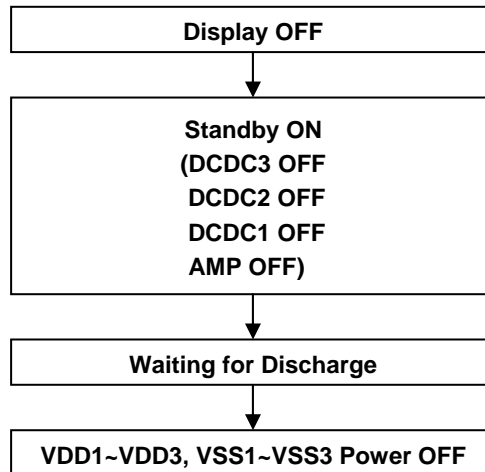 Display OFF
Standby ON
(DCDC3 OFF
DCDC2 OFF
DCDC1 OFF
AMP OFF)
Waiting for Discharge
VDD1~VDD3, VSS1~VSS3 Power OFF